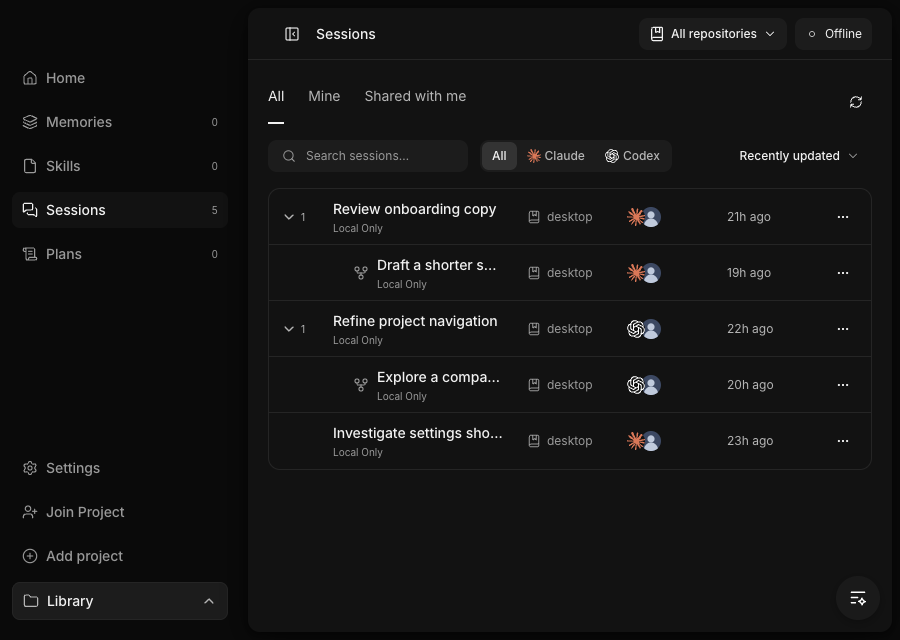 Home
Memories 0
Skills 0
Sessions 5
Plans 0
Settings
Join Project
Add project
Library
Sessions
All repositories
Offline
All Mine Shared with me
Search sessions...
All Claude Codex
Recently updated
1 Review onboarding copy desktop 21h ago
Local Only
Draft a shorter s... desktop 19h ago
Local Only
1 Refine project navigation desktop 22h ago
Local Only
Explore a compa... desktop 20h ago
Local Only
Investigate settings sho... desktop 23h ago
Local Only